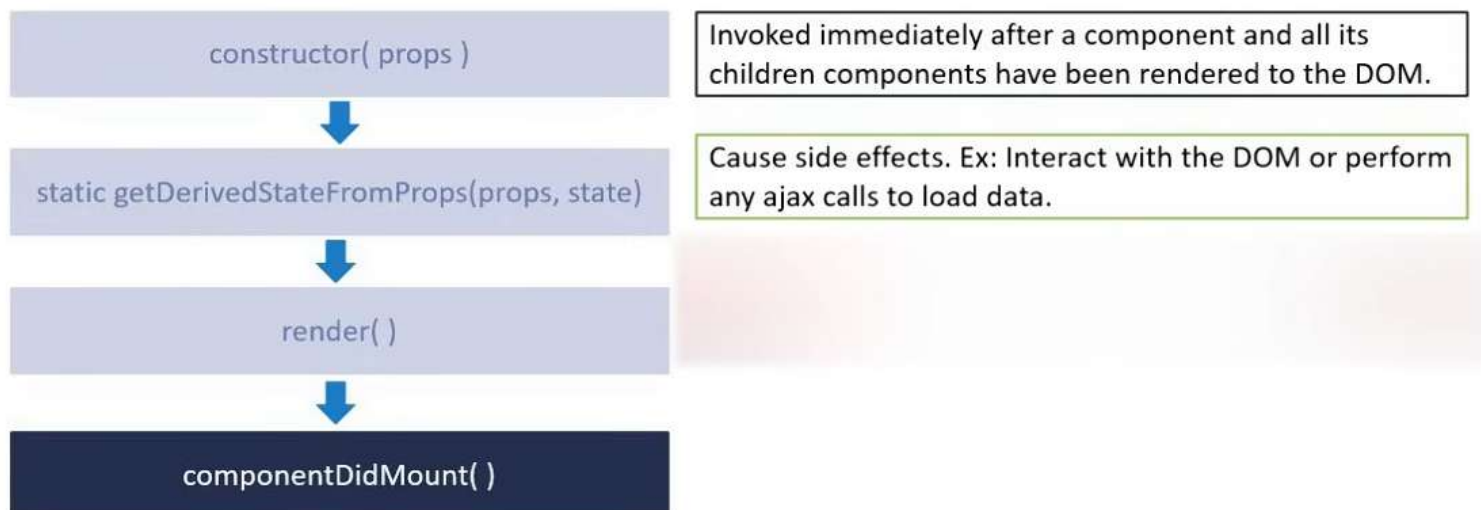 constructor( props )
static getDerivedStateFromProps(props, state)
render( )
componentDidMount( )
Invoked immediately after a component and all its
children components have been rendered to the DOM.
Cause side effects. Ex: Interact with the DOM or perform
any ajax calls to load data.